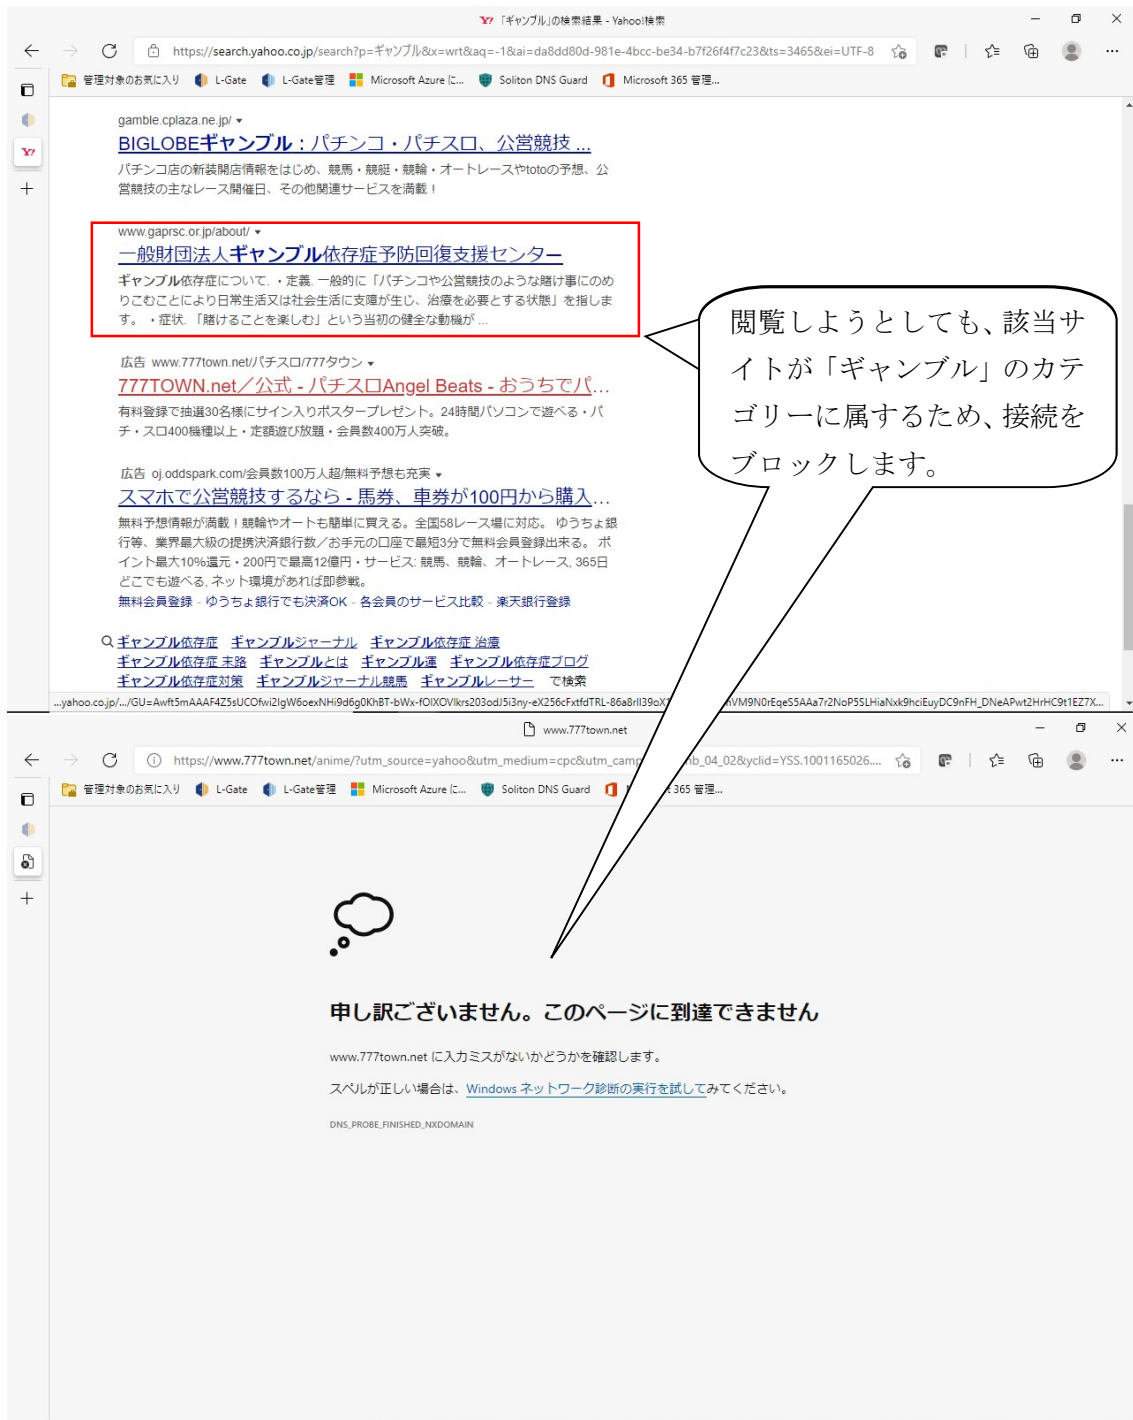 「ギャンブル」の検索結果 - Yahoo!検索
https://search.yahoo.co.jp/search?p=ギャンブル&x=wrt&aq=-1&ai=da8dd80d-981e-4bcc-be34-b7f26f4f7c23&ts=3465&ei=UTF-8
管理対象のお気に入り L-Gate L-Gate管理 Microsoft Azure に... Soliton DNS Guard Microsoft 365 管理...
gamble.cplaza.ne.jp/
BIGLOBEギャンブル：パチンコ・パチスロ、公営競技 ...
パチンコ店の新装開店情報をはじめ、競馬・競艇・競輪・オートレースやtotoの予想、公
営競技の主なレース開催日、その他関連サービスを満載！
www.gaprsc.or.jp/about/
一般財団法人ギャンブル依存症予防回復支援センター
ギャンブル依存症について. ・定義. 一般的に「パチンコや公営競技のような賭け事にのめ
りこむことにより日常生活又は社会生活に支障が生じ、治療を必要とする状態」を指しま
す。 ・症状. 「賭けることを楽しむ」という当初の健全な動機が ...
閲覧しようとしても、該当サ
イトが「ギャンブル」のカテ
ゴリーに属するため、接続を
ブロックします。
広告 www.777town.net/パチスロ/777タウン
777TOWN.net／公式 - パチスロAngel Beats - おうちでパ...
有料登録で抽選30名様にサイン入りポスタープレゼント。24時間パソコンで遊べる・パ
チ・スロ400機種以上・定額遊び放題・会員数400万人突破。
広告 oj.oddspark.com/会員数100万人超/無料予想も充実
スマホで公営競技するなら - 馬券、車券が100円から購入...
無料予想情報が満載！競輪やオートも簡単に買える。全国58レース場に対応。 ゆうちょ銀
行等、業界最大級の提携決済銀行数／お手元の口座で最短3分で無料会員登録出来る。 ポ
イント最大10%還元・200円で最高12億円・サービス: 競馬、競輪、オートレース, 365日
どこでも遊べる, ネット環境があれば即参戦。
無料会員登録 - ゆうちょ銀行でも決済OK - 各会員のサービス比較 - 楽天銀行登録
ギャンブル依存症 ギャンブルジャーナル ギャンブル依存症 治療
ギャンブル依存症 末路 ギャンブルとは ギャンブル運 ギャンブル依存症ブログ
ギャンブル依存症対策 ギャンブルジャーナル競馬 ギャンブルレーサー で検索
www.777town.net
https://www.777town.net/anime/?utm_source=yahoo&utm_medium=cpc&utm_camp
管理対象のお気に入り L-Gate L-Gate管理 Microsoft Azure に... Soliton DNS Guard 365 管理...
申し訳ございません。このページに到達できません
www.777town.net に入力ミスがないかどうかを確認します。
スペルが正しい場合は、Windows ネットワーク診断の実行を試してみてください。
DNS_PROBE_FINISHED_NXDOMAIN